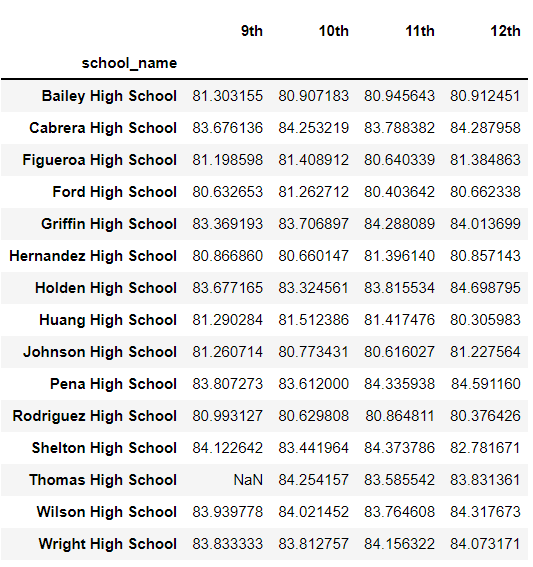 9th 10th 11th 12th
school_name
Bailey High School 81.303155 80.907183 80.945643 80.912451
Cabrera High School 83.676136 84.253219 83.788382 84.287958
Figueroa High School 81.198598 81.408912 80.640339 81.384863
Ford High School 80.632653 81.262712 80.403642 80.662338
Griffin High School 83.369193 83.706897 84.288089 84.013699
Hernandez High School 80.866860 80.660147 81.396140 80.857143
Holden High School 83.677165 83.324561 83.815534 84.698795
Huang High School 81.290284 81.512386 81.417476 80.305983
Johnson High School 81.260714 80.773431 80.616027 81.227564
Pena High School 83.807273 83.612000 84.335938 84.591160
Rodriguez High School 80.993127 80.629808 80.864811 80.376426
Shelton High School 84.122642 83.441964 84.373786 82.781671
Thomas High School NaN 84.254157 83.585542 83.831361
Wilson High School 83.939778 84.021452 83.764608 84.317673
Wright High School 83.833333 83.812757 84.156322 84.073171